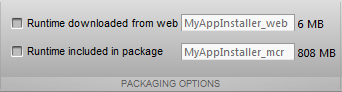 Runtime downloaded from web MyAppInstaller_web 6 MB
Runtime included in package MyAppInstaller_mcr 808 MB
PACKAGING OPTIONS